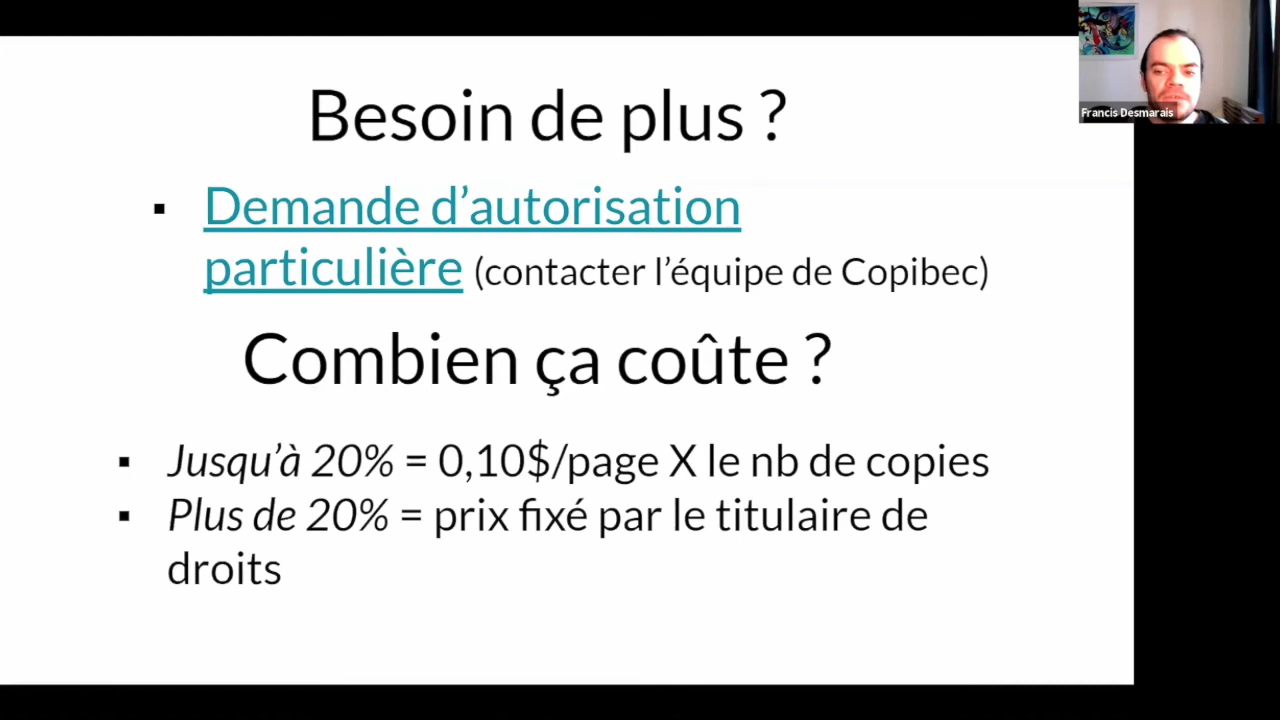 Besoin de plus ?
▪ Demande d’autorisation
particulière (contacter l’équipe de Copibec)
Combien ça coûte ?
▪ Jusqu’à 20% = 0,10$/page X le nb de copies
▪ Plus de 20% = prix fixé par le titulaire de
droits
Francis Desmarais